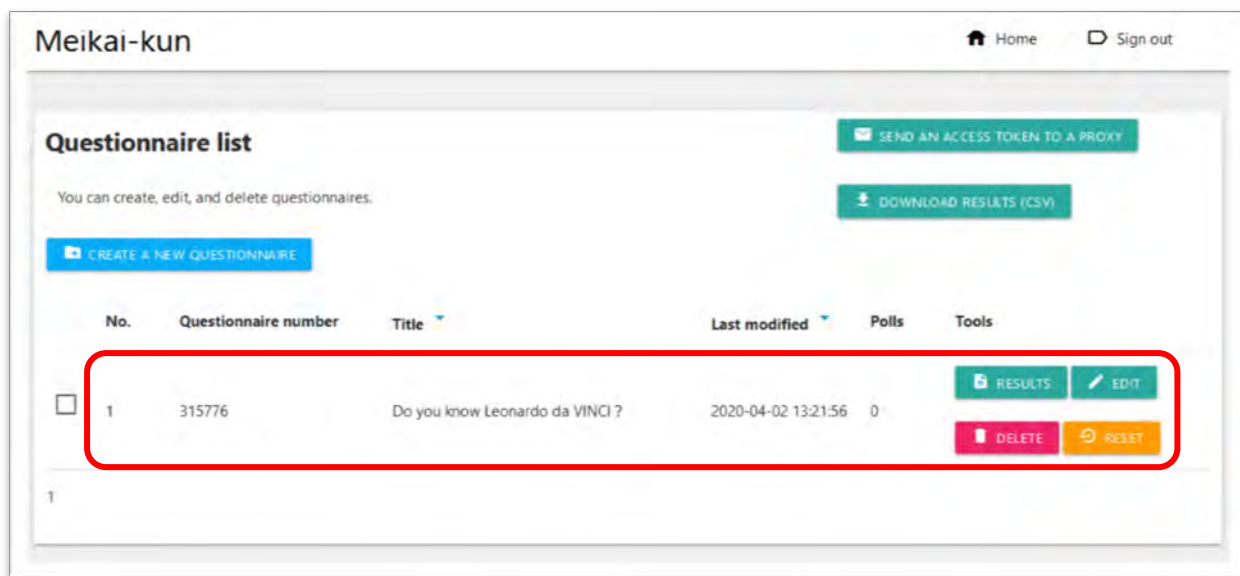 Meikai-kun
Home
Sign out
Questionnaire list
SEND AN ACCESS TOKEN TO A PROXY
You can create, edit, and delete questionnaires.
DOWNLOAD RESULTS (CSV)
CREATE A NEW QUESTIONNAIRE
No. Questionnaire number Title Last modified Polls Tools
RESULTS EDIT
1 315776 Do you know Leonardo da VINCI ? 2020-04-02 13:21:56 0
DELETE RESET
1